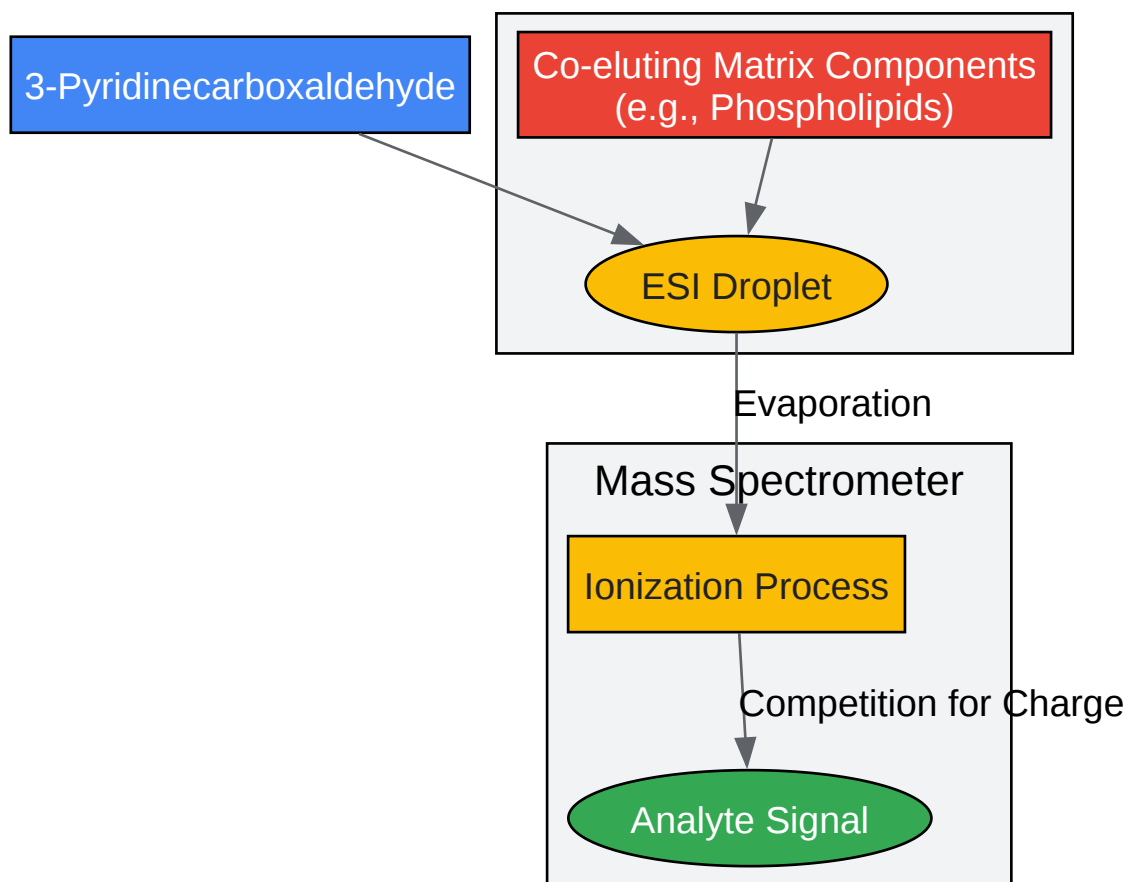 3-Pyridinecarboxaldehyde
Co-eluting Matrix Components
(e.g., Phospholipids)
ESI Droplet
Evaporation
Mass Spectrometer
Ionization Process
Competition for Charge
Analyte Signal